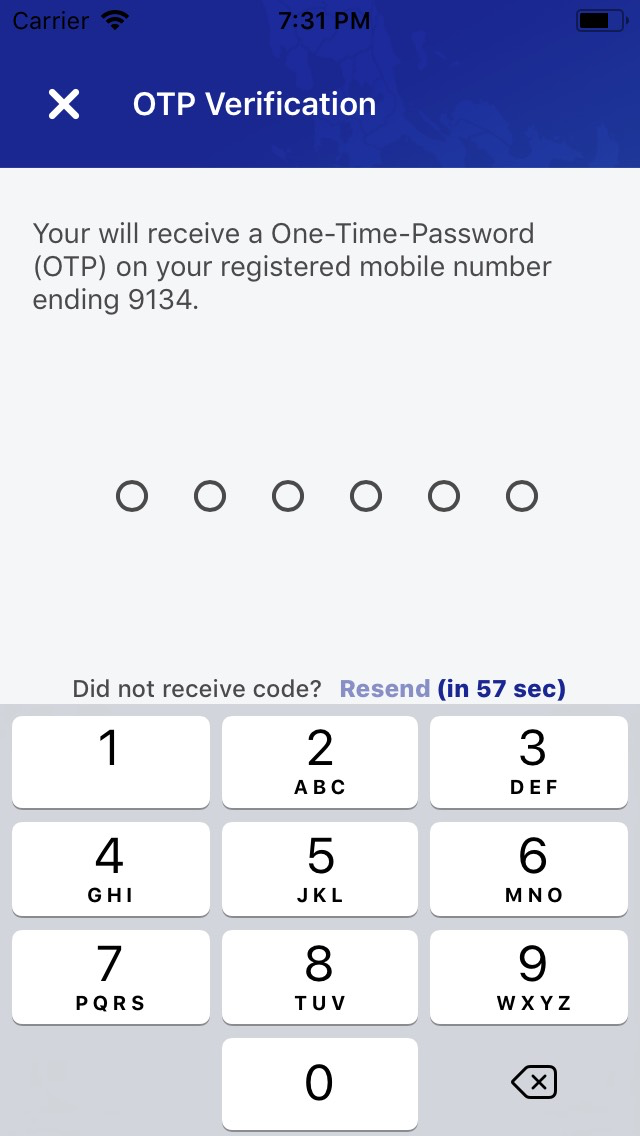 Carrier 7:31 PM
OTP Verification
Your will receive a One-Time-Password
(OTP) on your registered mobile number
ending 9134.
Did not receive code? Resend (in 57 sec)
1 2 3
ABC DEF
4 5 6
GHI JKL MNO
7 8 9
PQRS TUV WXYZ
0